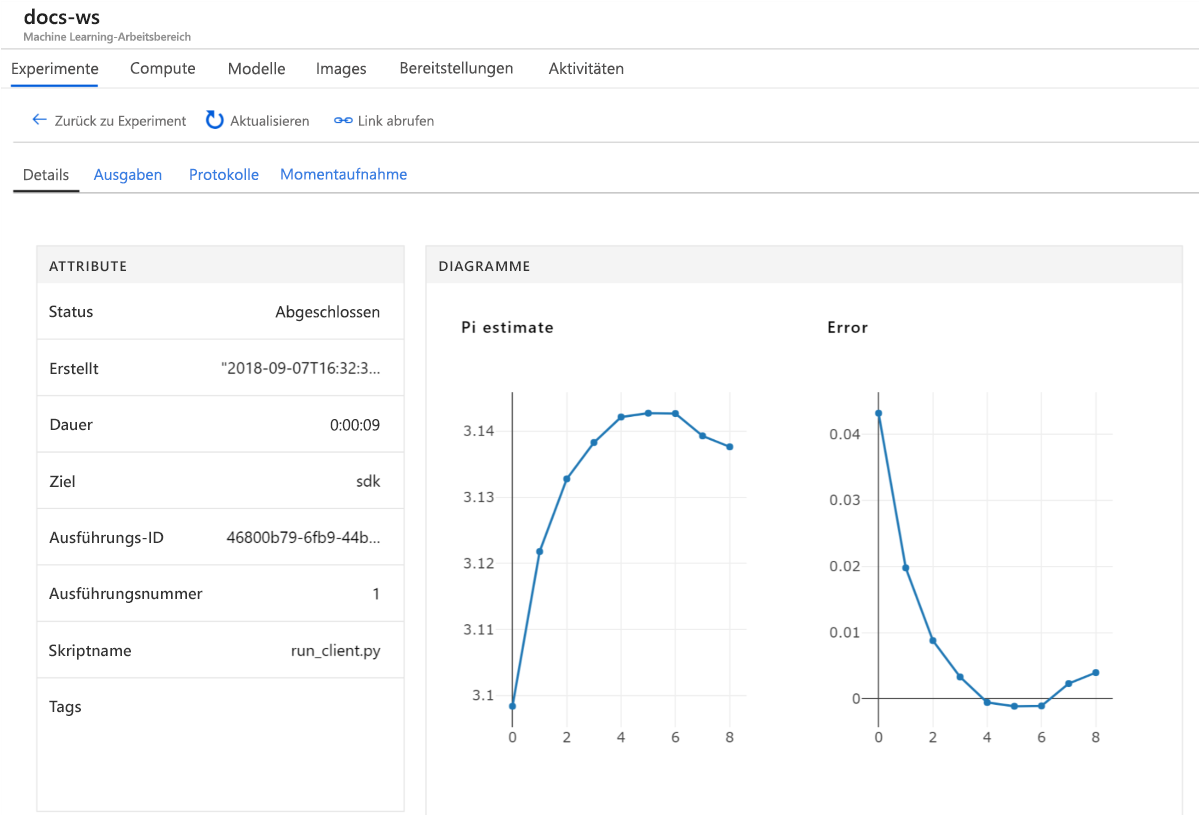 docs-ws
Machine Learning-Arbeitsbereich
Experimente Compute Modelle Images Bereitstellungen Aktivitäten
Zurück zu Experiment Aktualisieren Link abrufen
Details Ausgaben Protokolle Momentaufnahme
ATTRIBUTE
Status Abgeschlossen
Erstellt "2018-09-07T16:32:3...
Dauer 0:00:09
Ziel sdk
Ausführungs-ID 46800b79-6fb9-44b...
Ausführungsnummer 1
Skriptname run_client.py
Tags
DIAGRAMME
Pi estimate
3.14
3.13
3.12
3.11
3.1
0 2 4 6 8
Error
0.04
0.03
0.02
0.01
0
0 2 4 6 8